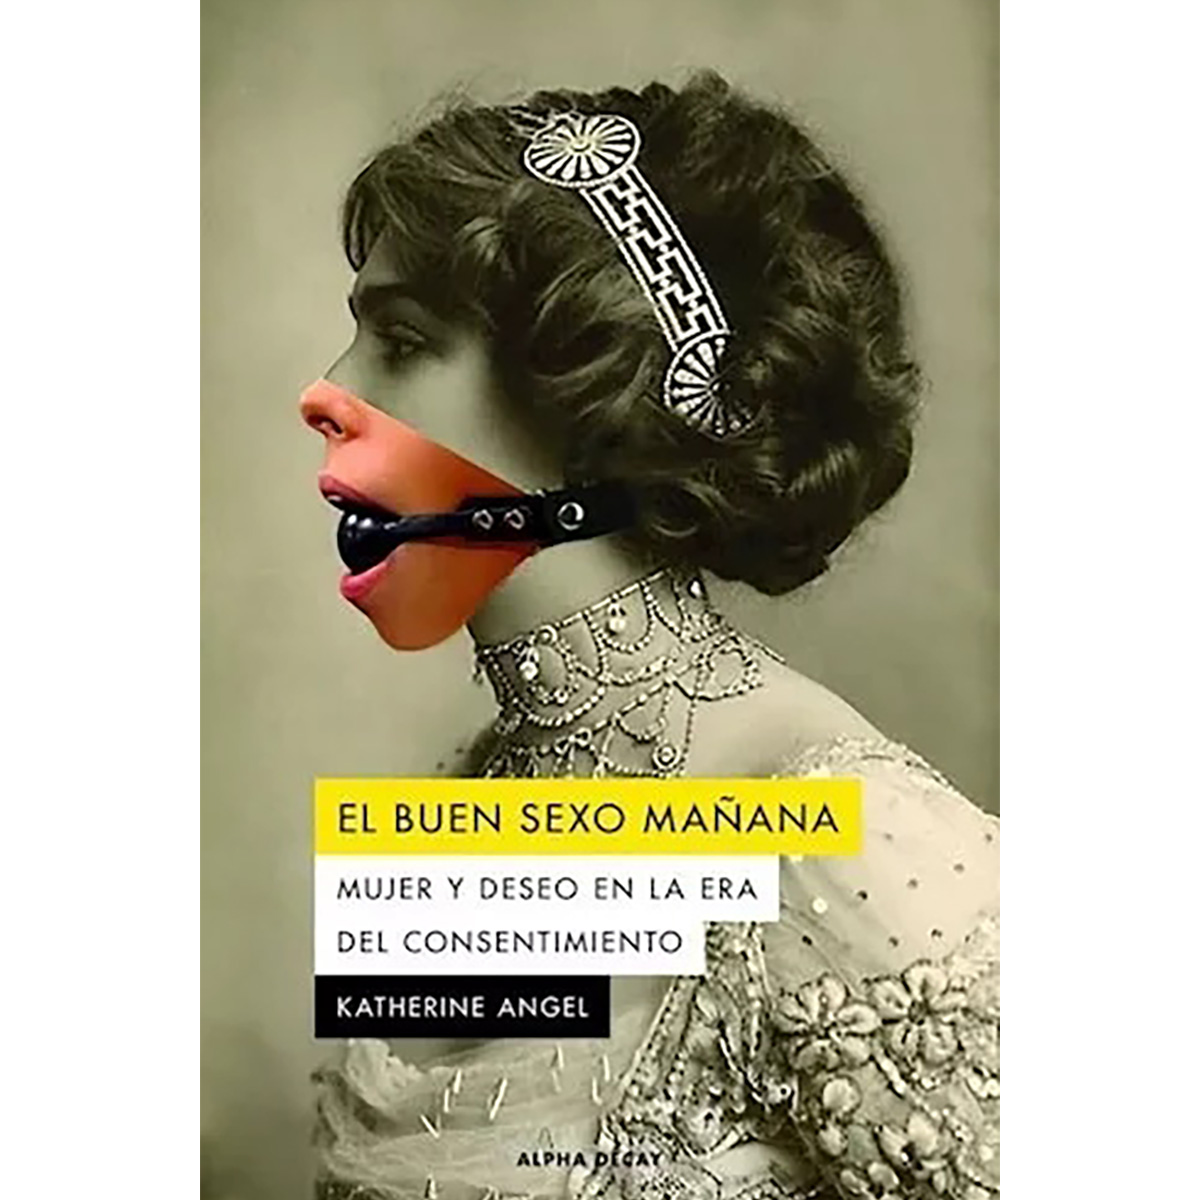 EL BUEN SEXO MAÑANA
MUJER Y DESEO EN LA ERA
DEL CONSENTIMIENTO
KATHERINE ANGEL
ALPHA DECAY